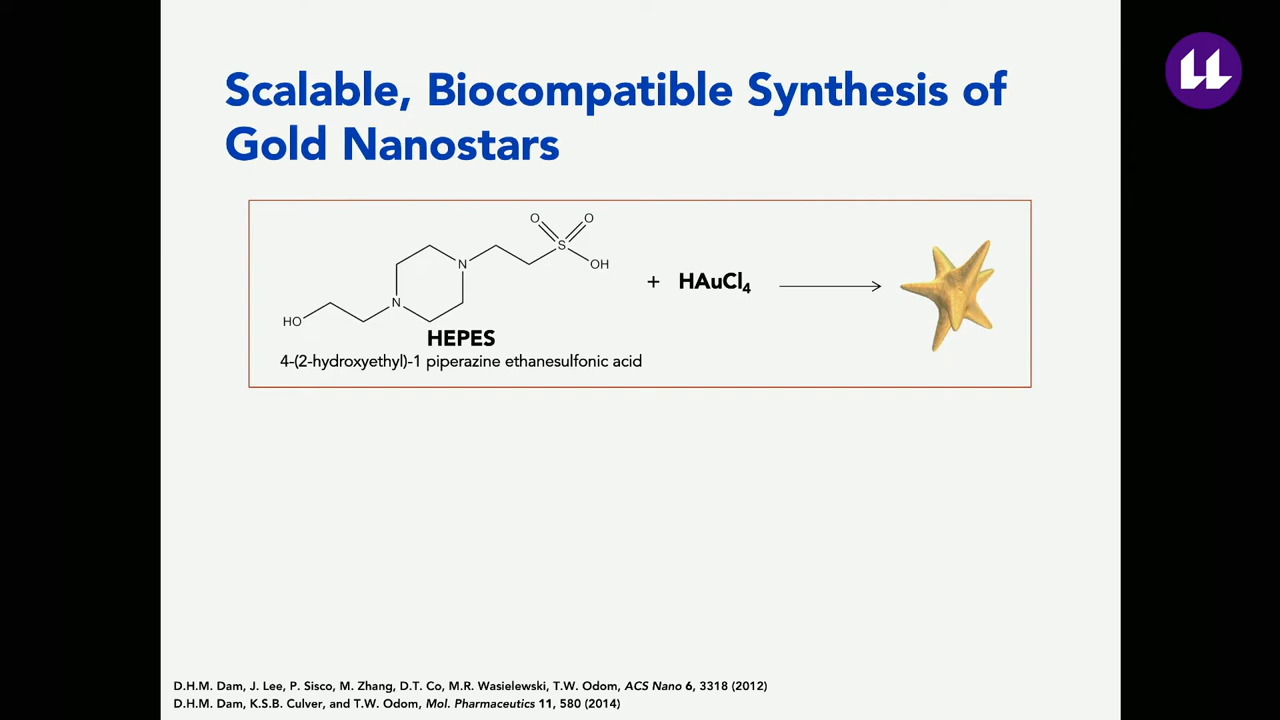 Scalable, Biocompatible Synthesis of
Gold Nanostars
O O
S
OH
N
N
HO
+ HAuCl4
HEPES
4-(2-hydroxyethyl)-1 piperazine ethanesulfonic acid
D.H.M. Dam, J. Lee, P. Sisco, M. Zhang, D.T. Co, M.R. Wasielewski, T.W. Odom, ACS Nano 6, 3318 (2012)
D.H.M. Dam, K.S.B. Culver, and T.W. Odom, Mol. Pharmaceutics 11, 580 (2014)